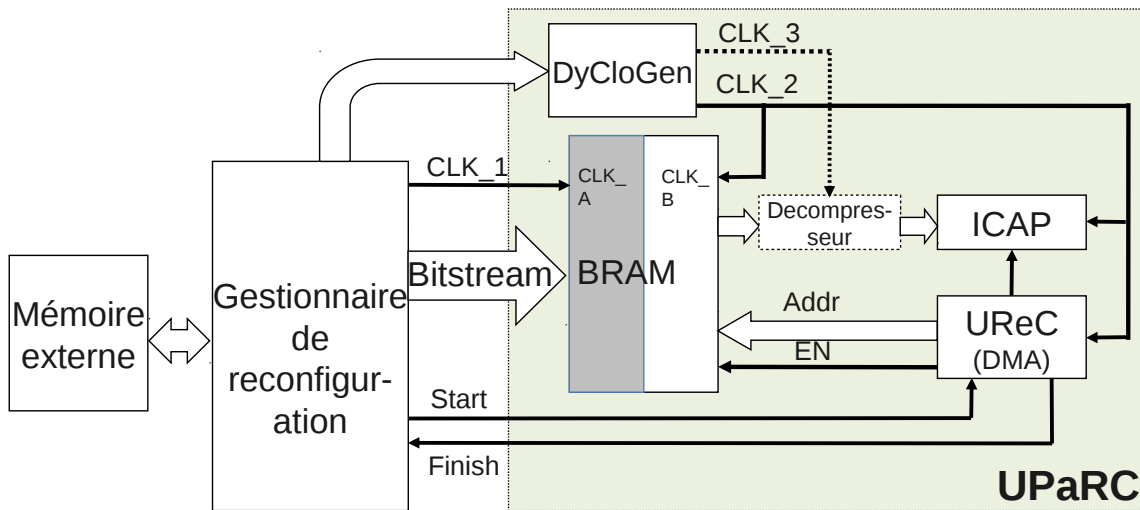 CLK_3
DyCloGen
CLK_2
CLK_1
CLK_
A
CLK_
B
Decompres-
seur
ICAP
Bitstream
BRAM
Mémoire
externe
Gestionnaire
de
reconfigur-
ation
Addr
UReC
(DMA)
EN
Start
Finish
UPaRC